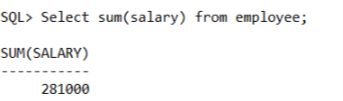 SQL> Select sum(salary) from employee;
SUM(SALARY)
-----------
281000